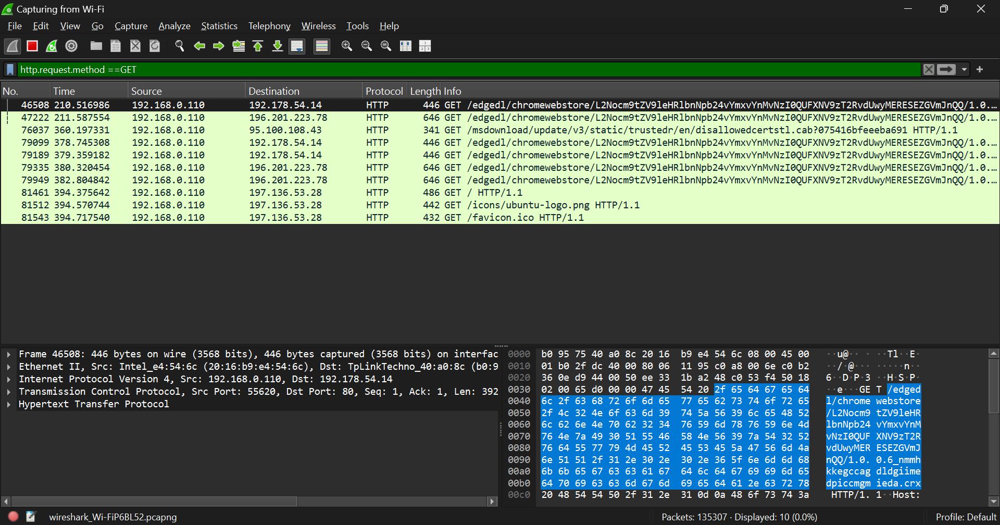 Capturing from Wi-Fi
File Edit View Go Capture Analyze Statistics Telephony Wireless Tools Help
http.request.method ==GET
No. Time Source Destination Protocol Length Info
46508 210.516986 192.168.0.110 192.178.54.14 HTTP 446 GET /edgedl/chromewebstore/L2Nocm9tZV9leHRlbnNpb24vYmxvYnMvNzI0QUFXNV9zT2RvdUwyMERESEZGVmJnQQ/1.0....
47222 211.587554 192.168.0.110 196.201.223.78 HTTP 646 GET /edgedl/chromewebstore/L2Nocm9tZV9leHRlbnNpb24vYmxvYnMvNzI0QUFXNV9zT2RvdUwyMERESEZGVmJnQQ/1.0....
76037 360.197331 192.168.0.110 95.100.108.43 HTTP 341 GET /msdownload/update/v3/static/trustedr/en/disallowedcertstl.cab?075416bfeeeba691 HTTP/1.1
79099 378.745308 192.168.0.110 192.178.54.14 HTTP 446 GET /edgedl/chromewebstore/L2Nocm9tZV9leHRlbnNpb24vYmxvYnMvNzI0QUFXNV9zT2RvdUwyMERESEZGVmJnQQ/1.0....
79189 379.359182 192.168.0.110 192.178.54.14 HTTP 446 GET /edgedl/chromewebstore/L2Nocm9tZV9leHRlbnNpb24vYmxvYnMvNzI0QUFXNV9zT2RvdUwyMERESEZGVmJnQQ/1.0....
79335 380.320454 192.168.0.110 196.201.223.78 HTTP 646 GET /edgedl/chromewebstore/L2Nocm9tZV9leHRlbnNpb24vYmxvYnMvNzI0QUFXNV9zT2RvdUwyMERESEZGVmJnQQ/1.0....
79949 382.804842 192.168.0.110 196.201.223.78 HTTP 646 GET /edgedl/chromewebstore/L2Nocm9tZV9leHRlbnNpb24vYmxvYnMvNzI0QUFXNV9zT2RvdUwyMERESEZGVmJnQQ/1.0....
81461 394.375642 192.168.0.110 197.136.53.28 HTTP 486 GET / HTTP/1.1
81512 394.570744 192.168.0.110 197.136.53.28 HTTP 442 GET /icons/ubuntu-logo.png HTTP/1.1
81543 394.717540 192.168.0.110 197.136.53.28 HTTP 432 GET /favicon.ico HTTP/1.1
Frame 46508: 446 bytes on wire (3568 bits), 446 bytes captured (3568 bits) on interfac
Ethernet II, Src: Intel_e4:54:6c (20:16:b9:e4:54:6c), Dst: TpLinkTechno_40:a0:8c (b0:9
Internet Protocol Version 4, Src: 192.168.0.110, Dst: 192.178.54.14
Transmission Control Protocol, Src Port: 55620, Dst Port: 80, Seq: 1, Ack: 1, Len: 392
Hypertext Transfer Protocol
0000 b0 95 75 40 a0 8c 20 16 b9 e4 54 6c 08 00 45 00 ··u@·· · ··Tl··E·
0010 01 b0 2f dc 40 00 80 06 11 95 c0 a8 00 6e c0 b2 ··/·@··· ·····n··
0020 36 0e d9 44 00 50 ee 33 1b a2 48 c0 53 f4 50 18 6··D·P·3 ··H·S·P·
0030 02 00 65 d0 00 00 47 45 54 20 2f 65 64 67 65 64 ··e···GE T /edged
0040 6c 2f 63 68 72 6f 6d 65 77 65 62 73 74 6f 72 65 l/chrome webstore
0050 2f 4c 32 4e 6f 63 6d 39 74 5a 56 39 6c 65 48 52 /L2Nocm9 tZV9leHR
0060 6c 62 6e 4e 70 62 32 34 76 59 6d 78 76 59 6e 4d lbnNpb24 vYmxvYnM
0070 76 4e 7a 49 30 51 55 46 58 4e 56 39 7a 54 32 52 vNzI0QUF XNV9zT2R
0080 76 64 55 77 79 4d 45 52 45 53 45 5a 47 56 6d 4a vdUwyMER ESEZGVmJ
0090 6e 51 51 2f 31 2e 30 2e 30 2e 36 5f 6e 6d 6d 68 nQQ/1.0. 0.6_nmmh
00a0 6b 6b 65 67 63 63 61 67 64 6c 64 67 69 69 6d 65 kkegccag dldgiime
00b0 64 70 69 63 63 6d 67 6d 69 65 64 61 2e 63 72 78 dpiccmgm ieda.crx
00c0 20 48 54 54 50 2f 31 2e 31 0d 0a 48 6f 73 74 3a HTTP/1. 1··Host:
wireshark_Wi-FiP6BL52.pcapng
Packets: 135307 · Displayed: 10 (0.0%)
Profile: Default